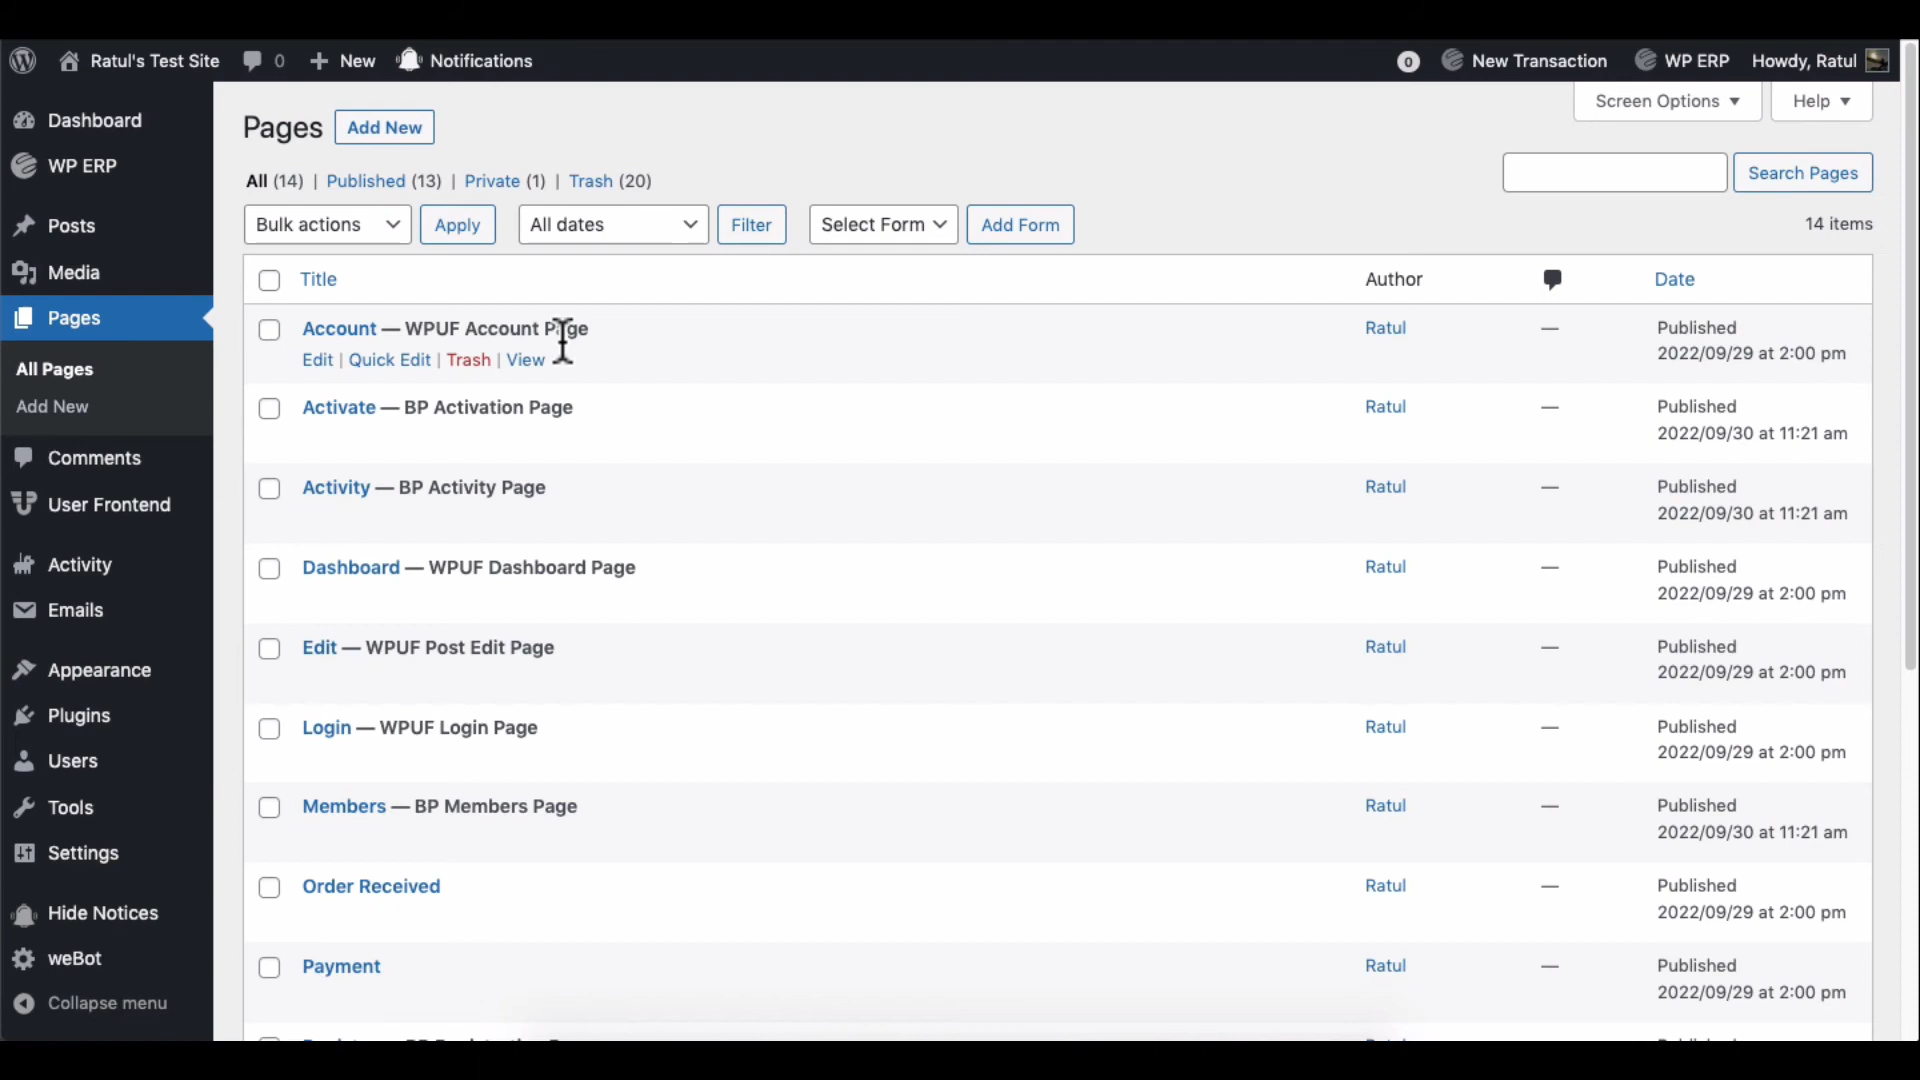 Ratul's Test Site 0 New Notifications 0 New Transaction WP ERP Howdy, Ratul
Screen Options Help
Dashboard
WP ERP
Posts
Media
Pages
All Pages
Add New
Comments
User Frontend
Activity
Emails
Appearance
Plugins
Users
Tools
Settings
Hide Notices
weBot
Collapse menu
Pages Add New
All (14) | Published (13) | Private (1) | Trash (20)
Search Pages
Bulk actions Apply All dates Filter Select Form Add Form 14 items
Title Author Date
Account — WPUF Account Page Ratul — Published
Edit | Quick Edit | Trash | View 2022/09/29 at 2:00 pm
Activate — BP Activation Page Ratul — Published
2022/09/30 at 11:21 am
Activity — BP Activity Page Ratul — Published
2022/09/30 at 11:21 am
Dashboard — WPUF Dashboard Page Ratul — Published
2022/09/29 at 2:00 pm
Edit — WPUF Post Edit Page Ratul — Published
2022/09/29 at 2:00 pm
Login — WPUF Login Page Ratul — Published
2022/09/29 at 2:00 pm
Members — BP Members Page Ratul — Published
2022/09/30 at 11:21 am
Order Received Ratul — Published
2022/09/29 at 2:00 pm
Payment Ratul — Published
2022/09/29 at 2:00 pm